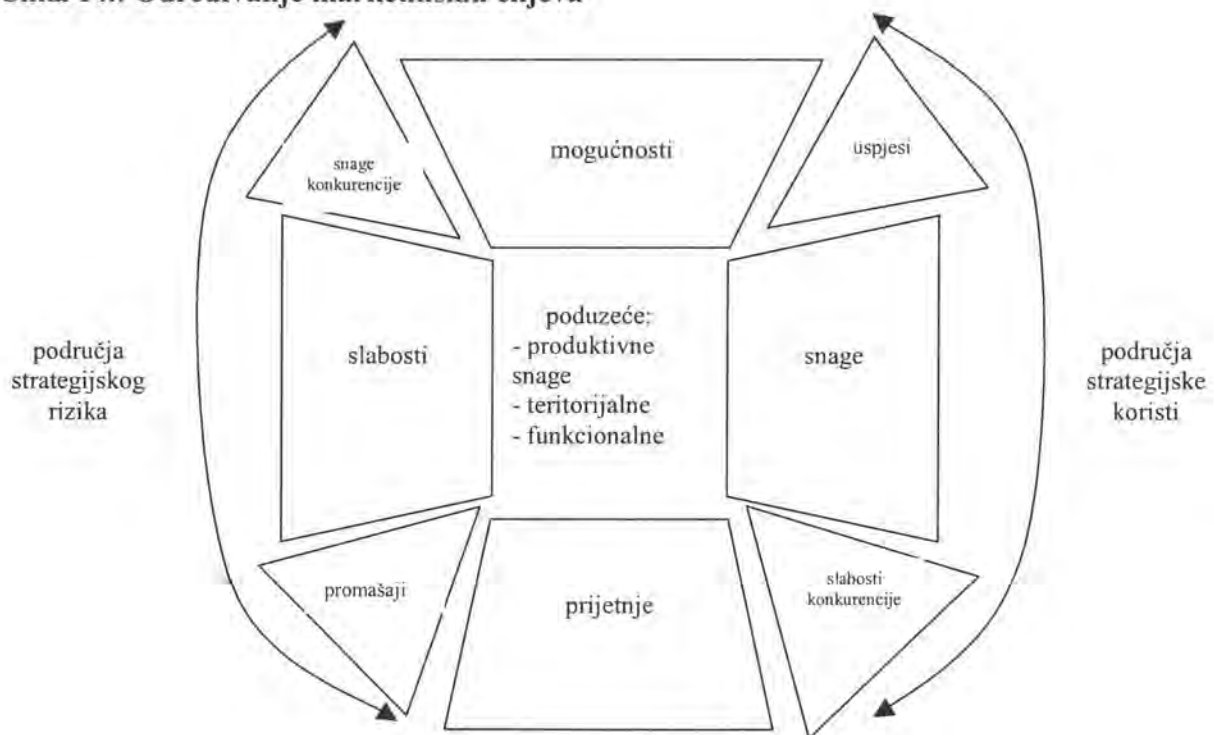 mogućnosti
uspjesi
snage
konkurencije
slabosti
poduzeće:
- produktivne
snage
- teritorijalne
- funkcionalne
snage
područja
strategijskog
rizika
područja
strategijske
koristi
promašaji
prijetnje
slabosti
konkurencije